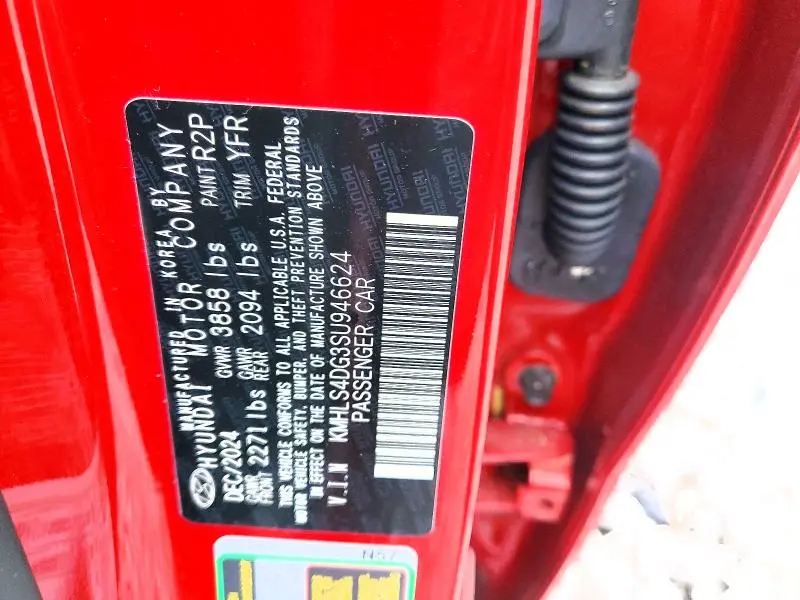 MANUFACTURED IN KOREA BY
HYUNDAI MOTOR COMPANY
DEC/2024 GVWR 3858 lbs PAINT R2P
GAWR FRONT 2271 lbs GAWR REAR 2094 lbs TRIM YFR
THIS VEHICLE CONFORMS TO ALL APPLICABLE U.S.A. FEDERAL
MOTOR VEHICLE SAFETY, BUMPER, AND THEFT PREVENTION STANDARDS
IN EFFECT ON THE DATE OF MANUFACTURE SHOWN ABOVE
V.I.N KMHLS4DG3SU946624
PASSENGER CAR
N57